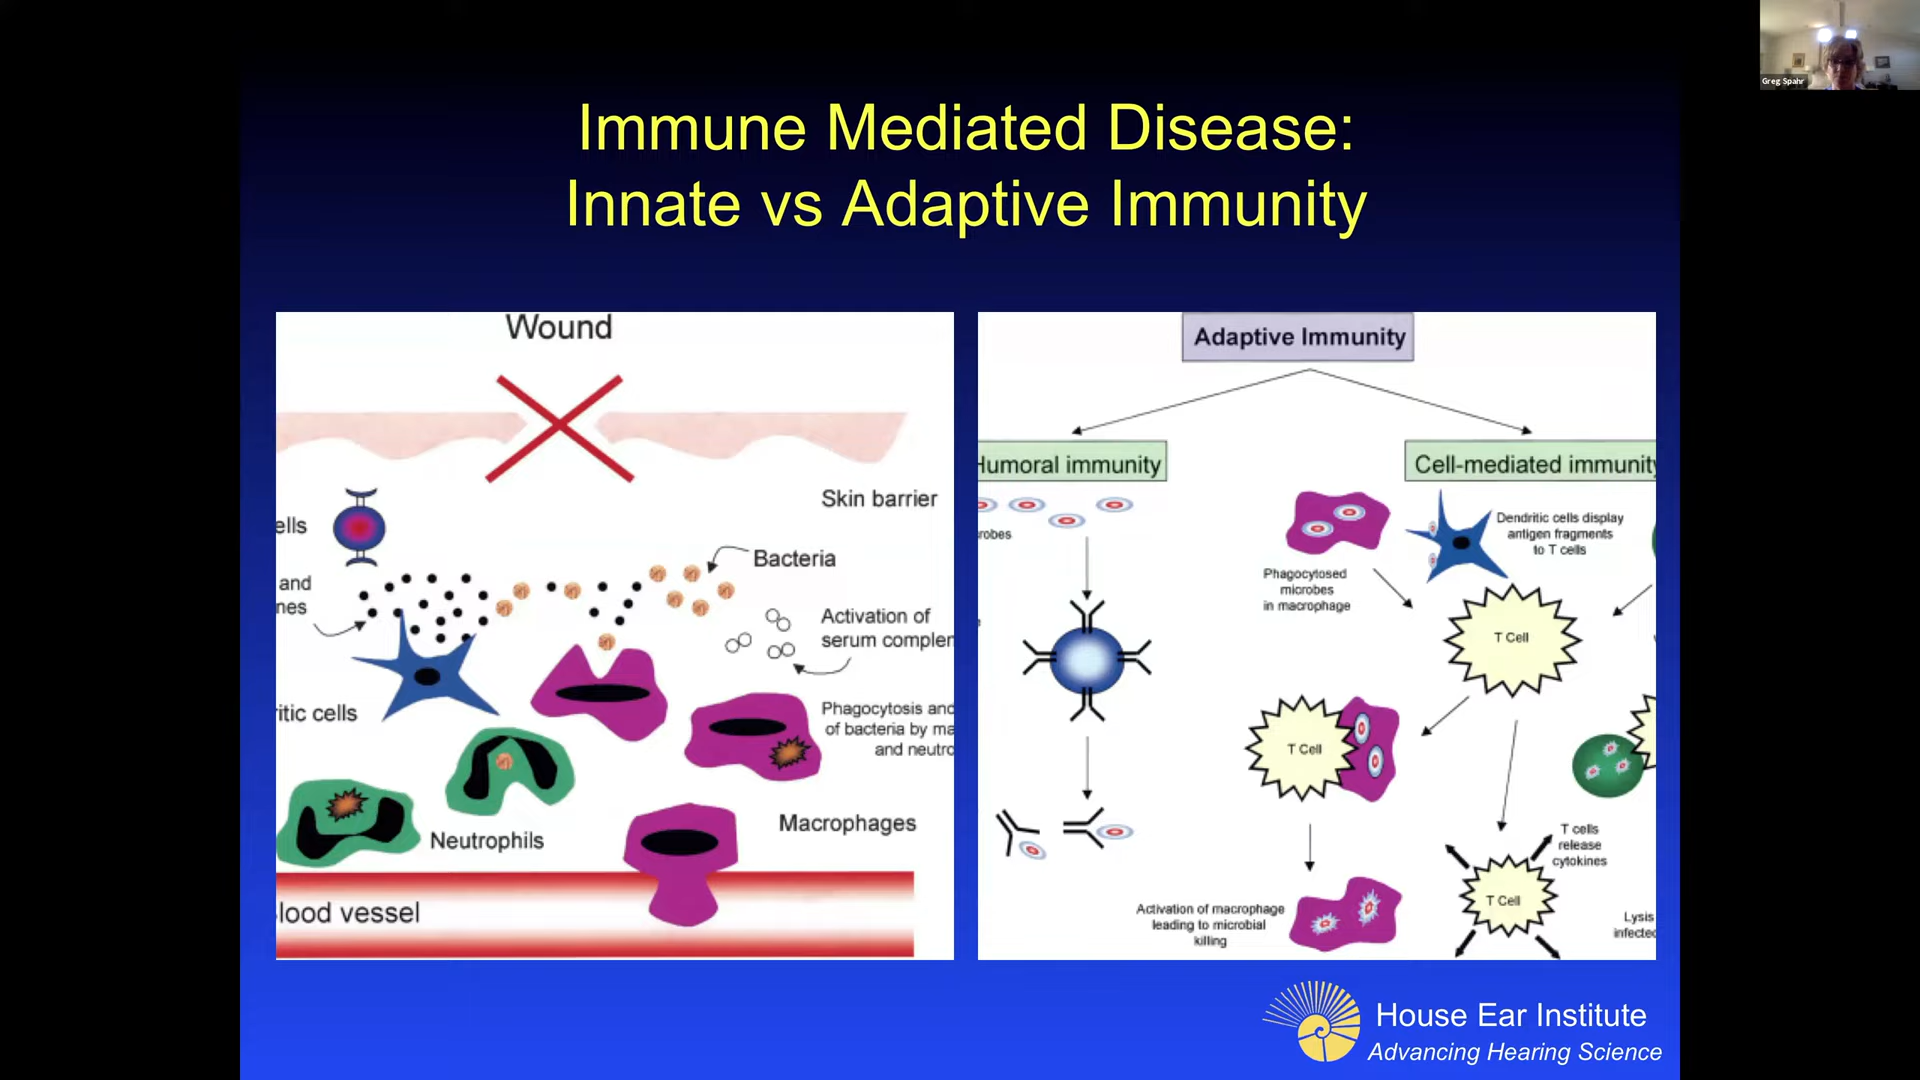 Greg Spahr
Immune Mediated Disease:
Innate vs Adaptive Immunity
Wound
Skin barrier
ells
Bacteria
and
nes
Activation of
serum complen
ritic cells
Phagocytosis and
of bacteria by ma
and neutro
Neutrophils
Macrophages
lood vessel
Adaptive Immunity
Humoral immunity
Cell-mediated immunity
robes
Dendritic cells display
antigen fragments
to T cells
Phagocytosed
microbes
in macrophage
T Cell
T Cell
T cells
release
cytokines
T Cell
Activation of macrophage
leading to microbial
killing
Lysis
infected
House Ear Institute
Advancing Hearing Science